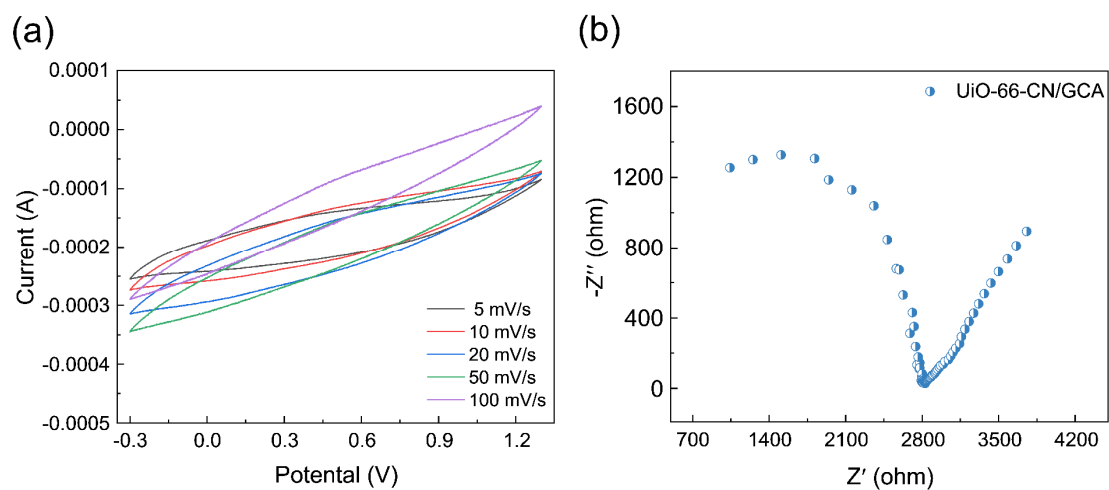 (a)
0.0001
0.0000
-0.0001
-0.0002
-0.0003
-0.0004
-0.0005
Current (A)
5 mV/s
10 mV/s
20 mV/s
50 mV/s
100 mV/s
-0.3 0.0 0.3 0.6 0.9 1.2
Potental (V)
(b)
UiO-66-CN/GCA
1600
1200
800
400
0
-Z″ (ohm)
700 1400 2100 2800 3500 4200
Z′ (ohm)